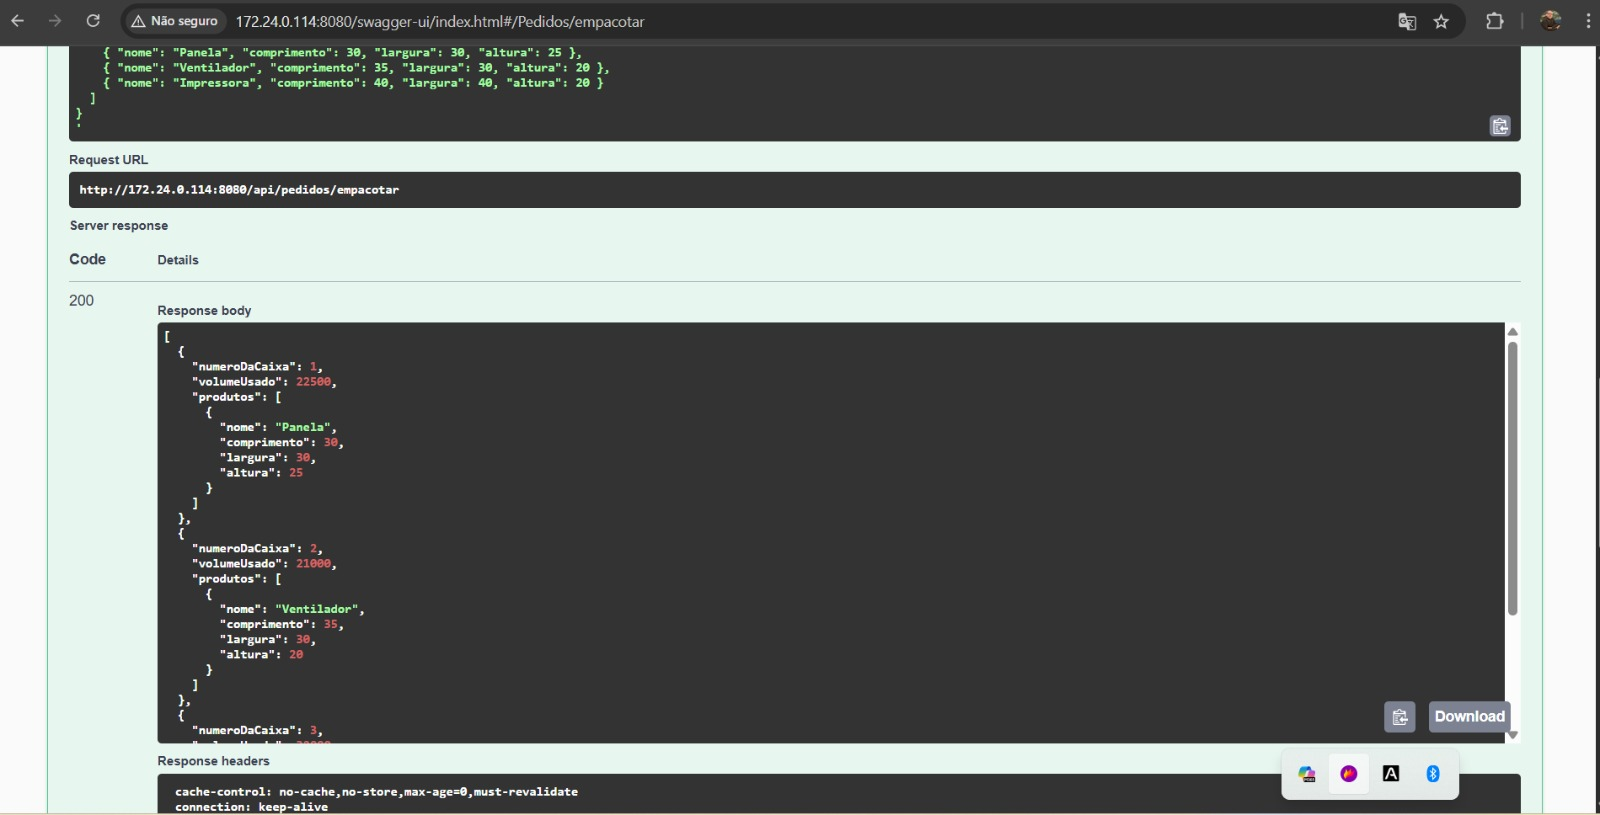 Não seguro
172.24.0.114:8080/swagger-ui/index.html#/Pedidos/empacotar
{ "nome": "Panela", "comprimento": 30, "largura": 30, "altura": 25 },
{ "nome": "Ventilador", "comprimento": 35, "largura": 30, "altura": 20 },
{ "nome": "Impressora", "comprimento": 40, "largura": 40, "altura": 20 }
]
}
'
Request URL
http://172.24.0.114:8080/api/pedidos/empacotar
Server response
Code Details
200
Response body
[
{
"numeroDaCaixa": 1,
"volumeUsado": 22500,
"produtos": [
{
"nome": "Panela",
"comprimento": 30,
"largura": 30,
"altura": 25
}
]
},
{
"numeroDaCaixa": 2,
"volumeUsado": 21000,
"produtos": [
{
"nome": "Ventilador",
"comprimento": 35,
"largura": 30,
"altura": 20
}
]
},
{
"numeroDaCaixa": 3,
Download
Response headers
cache-control: no-cache,no-store,max-age=0,must-revalidate
connection: keep-alive